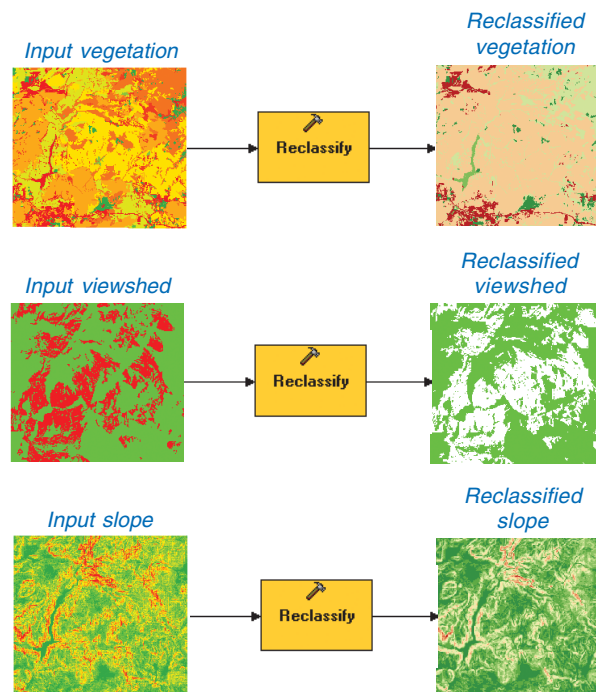 Input vegetation
Reclassified
vegetation
Reclassify
Input viewshed
Reclassified
viewshed
Reclassify
Input slope
Reclassified
slope
Reclassify